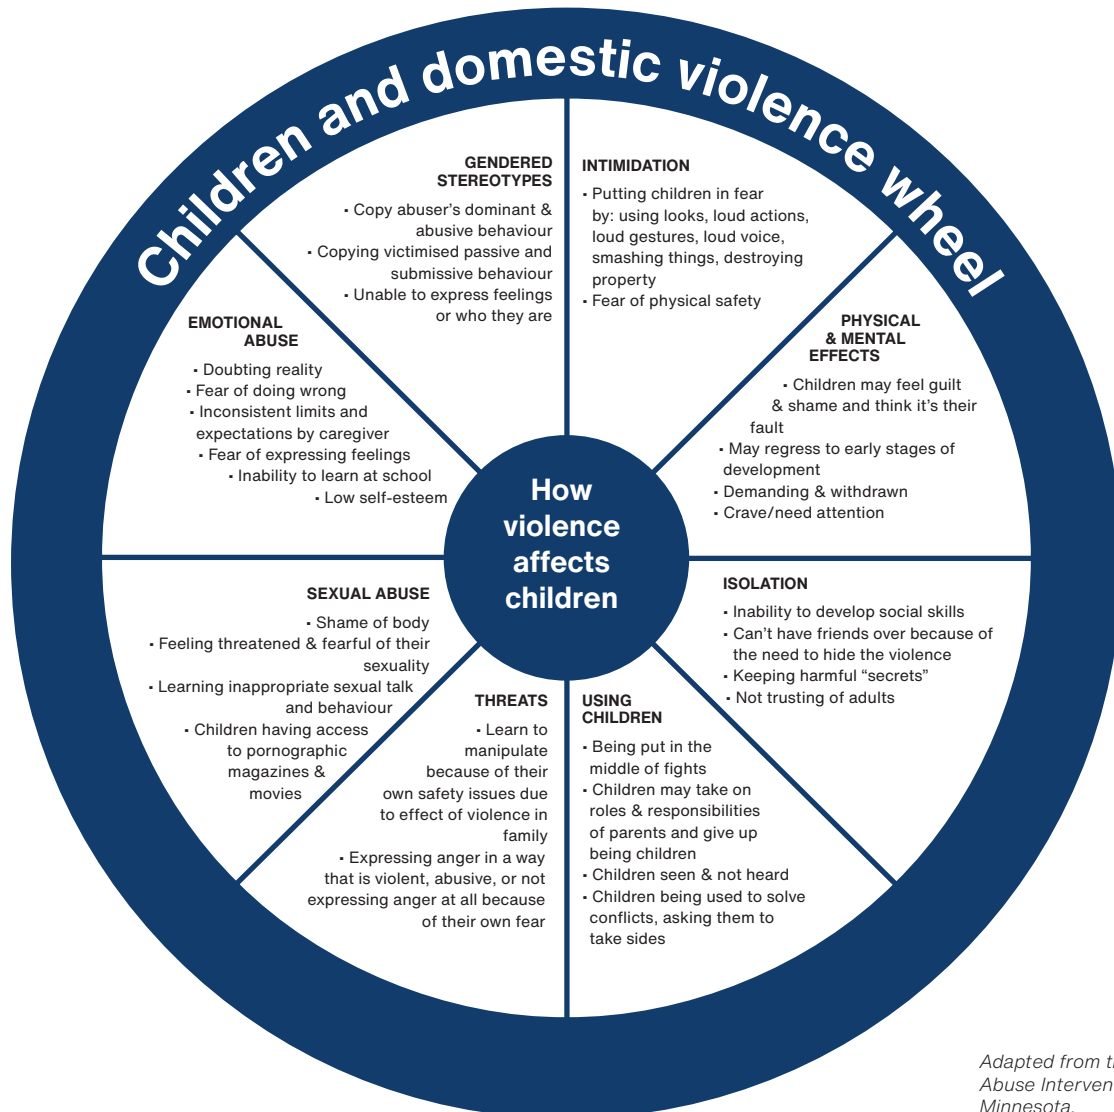 Children and domestic violence wheel
GENDERED
STEREOTYPES
▪ Copy abuser's dominant &
abusive behaviour
▪ Copying victimised passive and
submissive behaviour
▪ Unable to express feelings
or who they are
INTIMIDATION
▪ Putting children in fear
by: using looks, loud actions,
loud gestures, loud voice,
smashing things, destroying
property
▪ Fear of physical safety
EMOTIONAL
ABUSE
▪ Doubting reality
▪ Fear of doing wrong
▪ Inconsistent limits and
expectations by caregiver
▪ Fear of expressing feelings
▪ Inability to learn at school
▪ Low self-esteem
PHYSICAL
& MENTAL
EFFECTS
▪ Children may feel guilt
& shame and think it's their
fault
▪ May regress to early stages of
development
▪ Demanding & withdrawn
▪ Crave/need attention
How
violence
affects
children
SEXUAL ABUSE
▪ Shame of body
▪ Feeling threatened & fearful of their
sexuality
▪ Learning inappropriate sexual talk
and behaviour
▪ Children having access
to pornographic
magazines &
movies
ISOLATION
▪ Inability to develop social skills
▪ Can't have friends over because of
the need to hide the violence
▪ Keeping harmful “secrets”
▪ Not trusting of adults
THREATS
▪ Learn to
manipulate
because of their
own safety issues due
to effect of violence in
family
▪ Expressing anger in a way
that is violent, abusive, or not
expressing anger at all because
of their own fear
USING
CHILDREN
▪ Being put in the
middle of fights
▪ Children may take on
roles & responsibilities
of parents and give up
being children
▪ Children seen & not heard
▪ Children being used to solve
conflicts, asking them to
take sides
Adapted from
Abuse
Minnesota.